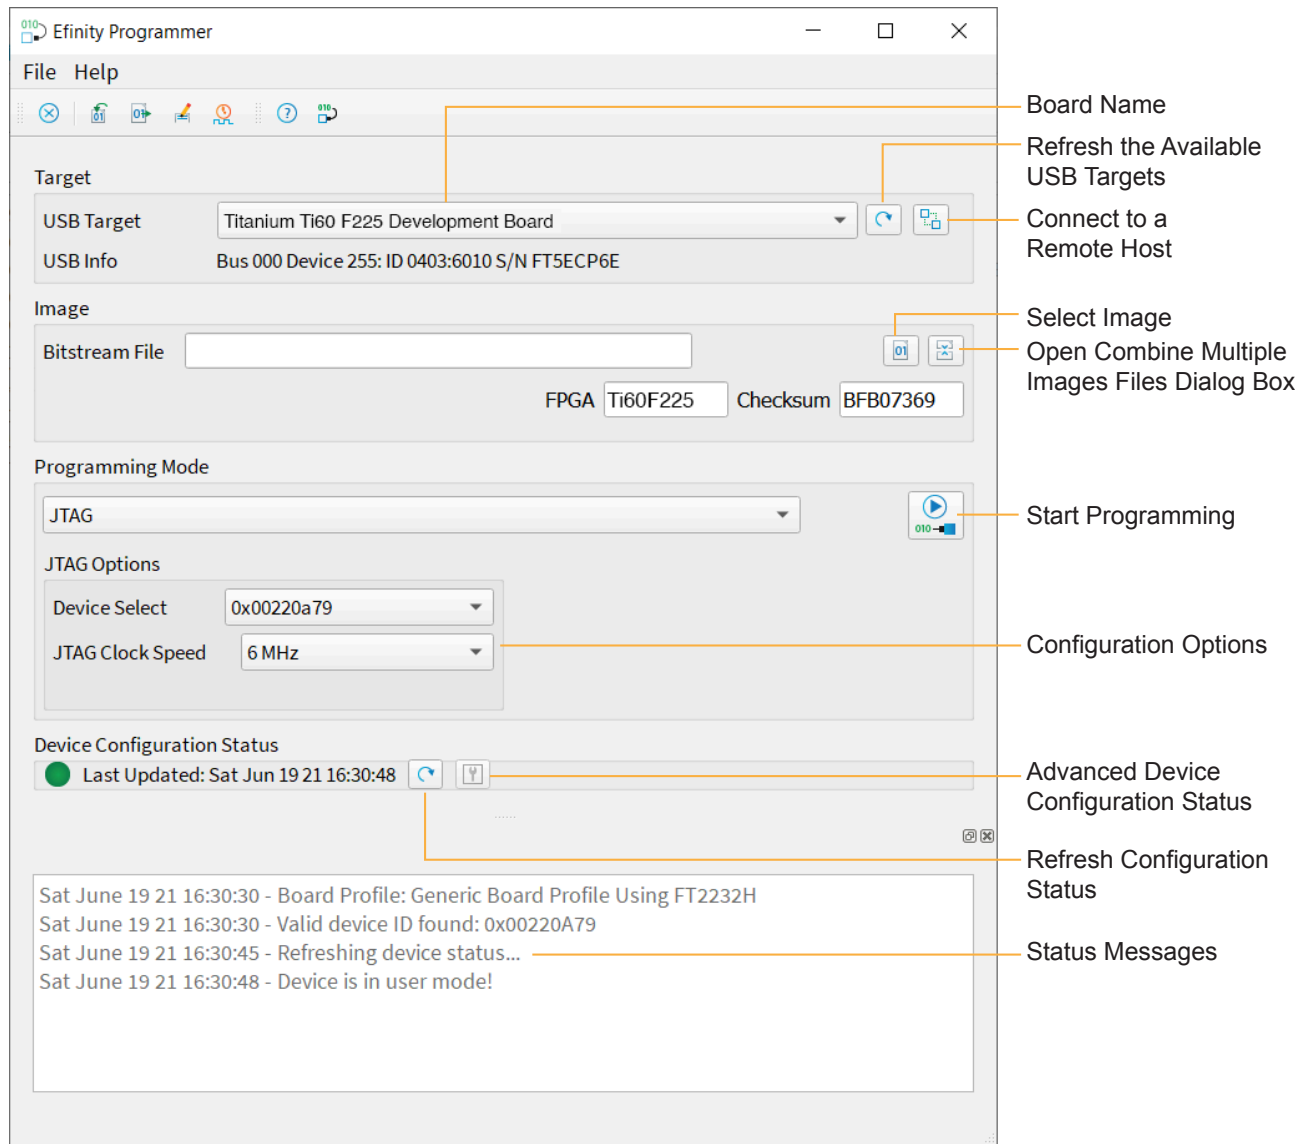 Efinity Programmer
File Help
Board Name
Refresh the Available
USB Targets
Target
USB Target Titanium Ti60 F225 Development Board
Connect to a
Remote Host
USB Info Bus 000 Device 255: ID 0403:6010 S/N FT5ECP6E
Image
Select Image
Bitstream File
Open Combine Multiple
Images Files Dialog Box
FPGA Ti60F225 Checksum BFB07369
Programming Mode
JTAG
010
Start Programming
JTAG Options
Device Select 0x00220a79
JTAG Clock Speed 6 MHz
Configuration Options
Device Configuration Status
Last Updated: Sat Jun 19 21 16:30:48
Advanced Device
Configuration Status
Refresh Configuration
Status
Sat June 19 21 16:30:30 - Board Profile: Generic Board Profile Using FT2232H
Sat June 19 21 16:30:30 - Valid device ID found: 0x00220A79
Sat June 19 21 16:30:45 - Refreshing device status...
Status Messages
Sat June 19 21 16:30:48 - Device is in user mode!